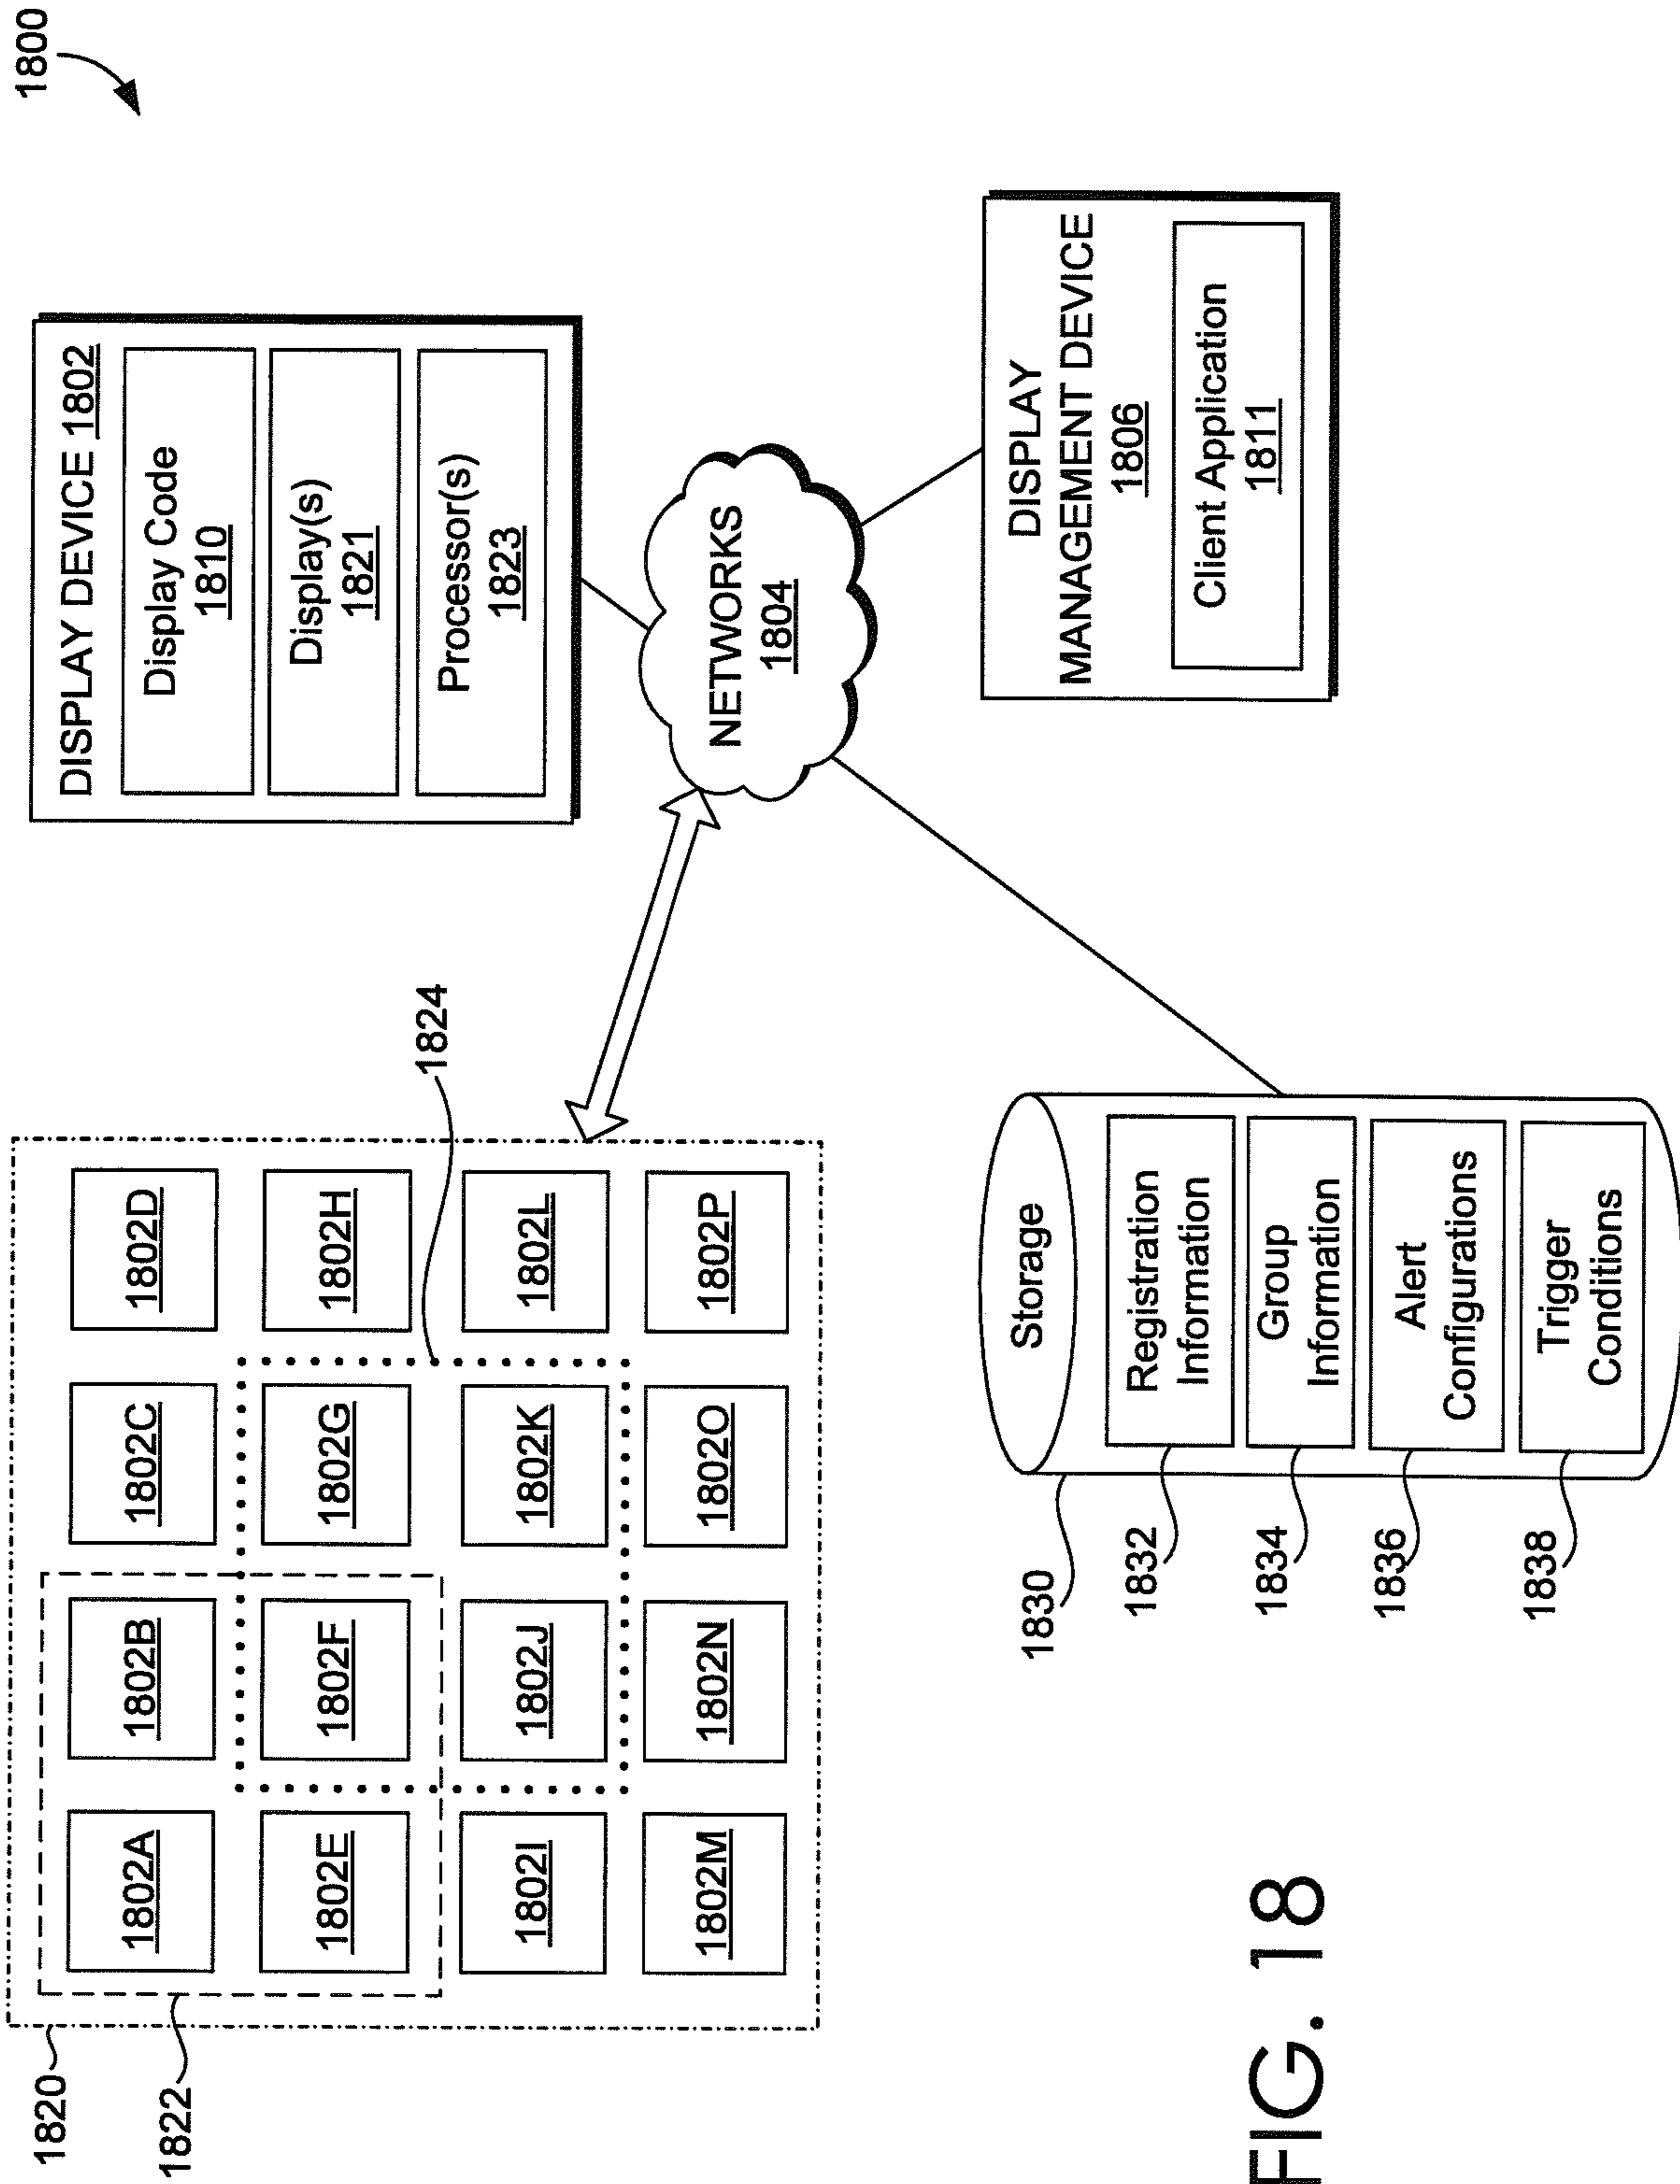 1800
1820
1822
1802A
1802B
1802C
1802D
1802E
1802F
1802G
1802H
1802I
1802J
1802K
1802L
1802M
1802N
1802O
1802P
1824
DISPLAY DEVICE 1802
Display Code
1810
Display(s)
1821
Processor(s)
1823
NETWORKS
1804
DISPLAY
MANAGEMENT DEVICE
1806
Client Application
1811
1830
Storage
1832
Registration
Information
1834
Group
Information
1836
Alert
Configurations
1838
Trigger
Conditions
FIG. 18